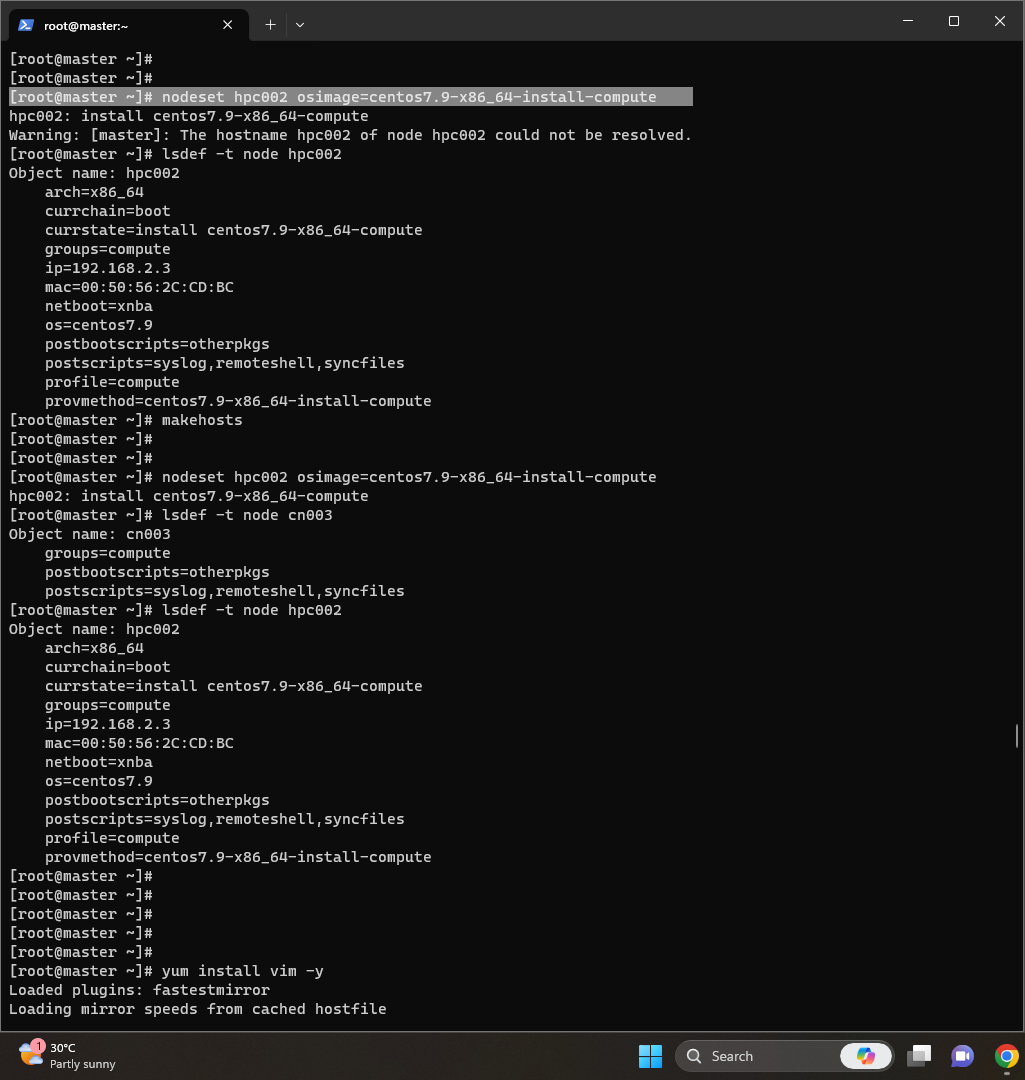 root@master:~
[root@master ~]#
[root@master ~]#
[root@master ~]# nodeset hpc002 osimage=centos7.9-x86_64-install-compute
hpc002: install centos7.9-x86_64-compute
Warning: [master]: The hostname hpc002 of node hpc002 could not be resolved.
[root@master ~]# lsdef -t node hpc002
Object name: hpc002
    arch=x86_64
    currchain=boot
    currstate=install centos7.9-x86_64-compute
    groups=compute
    ip=192.168.2.3
    mac=00:50:56:2C:CD:BC
    netboot=xnba
    os=centos7.9
    postbootscripts=otherpkgs
    postscripts=syslog,remoteshell,syncfiles
    profile=compute
    provmethod=centos7.9-x86_64-install-compute
[root@master ~]# makehosts
[root@master ~]#
[root@master ~]#
[root@master ~]# nodeset hpc002 osimage=centos7.9-x86_64-install-compute
hpc002: install centos7.9-x86_64-compute
[root@master ~]# lsdef -t node cn003
Object name: cn003
    groups=compute
    postbootscripts=otherpkgs
    postscripts=syslog,remoteshell,syncfiles
[root@master ~]# lsdef -t node hpc002
Object name: hpc002
    arch=x86_64
    currchain=boot
    currstate=install centos7.9-x86_64-compute
    groups=compute
    ip=192.168.2.3
    mac=00:50:56:2C:CD:BC
    netboot=xnba
    os=centos7.9
    postbootscripts=otherpkgs
    postscripts=syslog,remoteshell,syncfiles
    profile=compute
    provmethod=centos7.9-x86_64-install-compute
[root@master ~]#
[root@master ~]#
[root@master ~]#
[root@master ~]#
[root@master ~]#
[root@master ~]# yum install vim -y
Loaded plugins: fastestmirror
Loading mirror speeds from cached hostfile
1
30°C
Partly sunny
Search